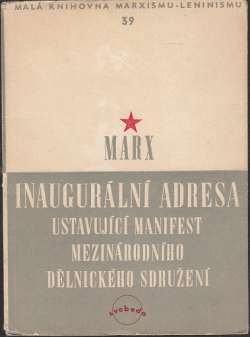 MALÁ KNIHOVNA MARXISMU-LENINISMU
39
MARX
INAUGURÁLNÍ ADRESA
USTAVUJÍCÍ MANIFEST
MEZINÁRODNÍHO
DĚLNICKÉHO SDRUŽENÍ
svoboda